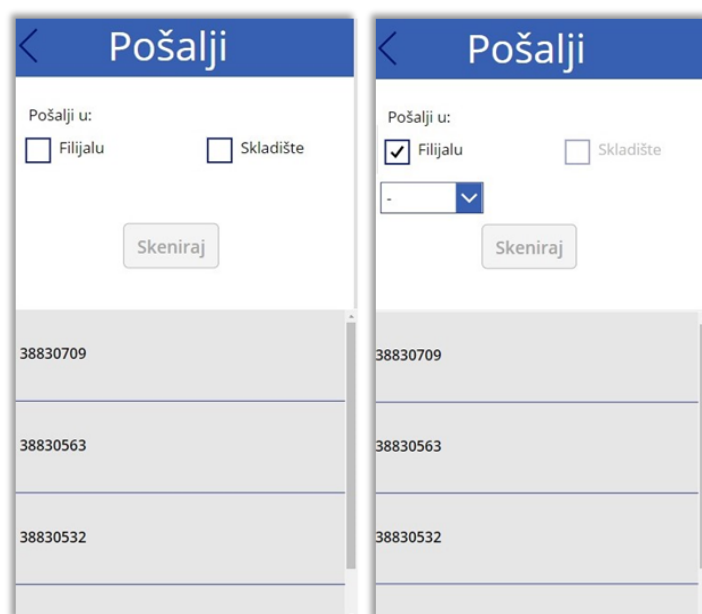 Pošalji
Pošalji u:
Filijalu
Skladište
Skeniraj
38830709
38830563
38830532
Pošalji
Pošalji u:
Filijalu
Skladište
-
Skeniraj
38830709
38830563
38830532